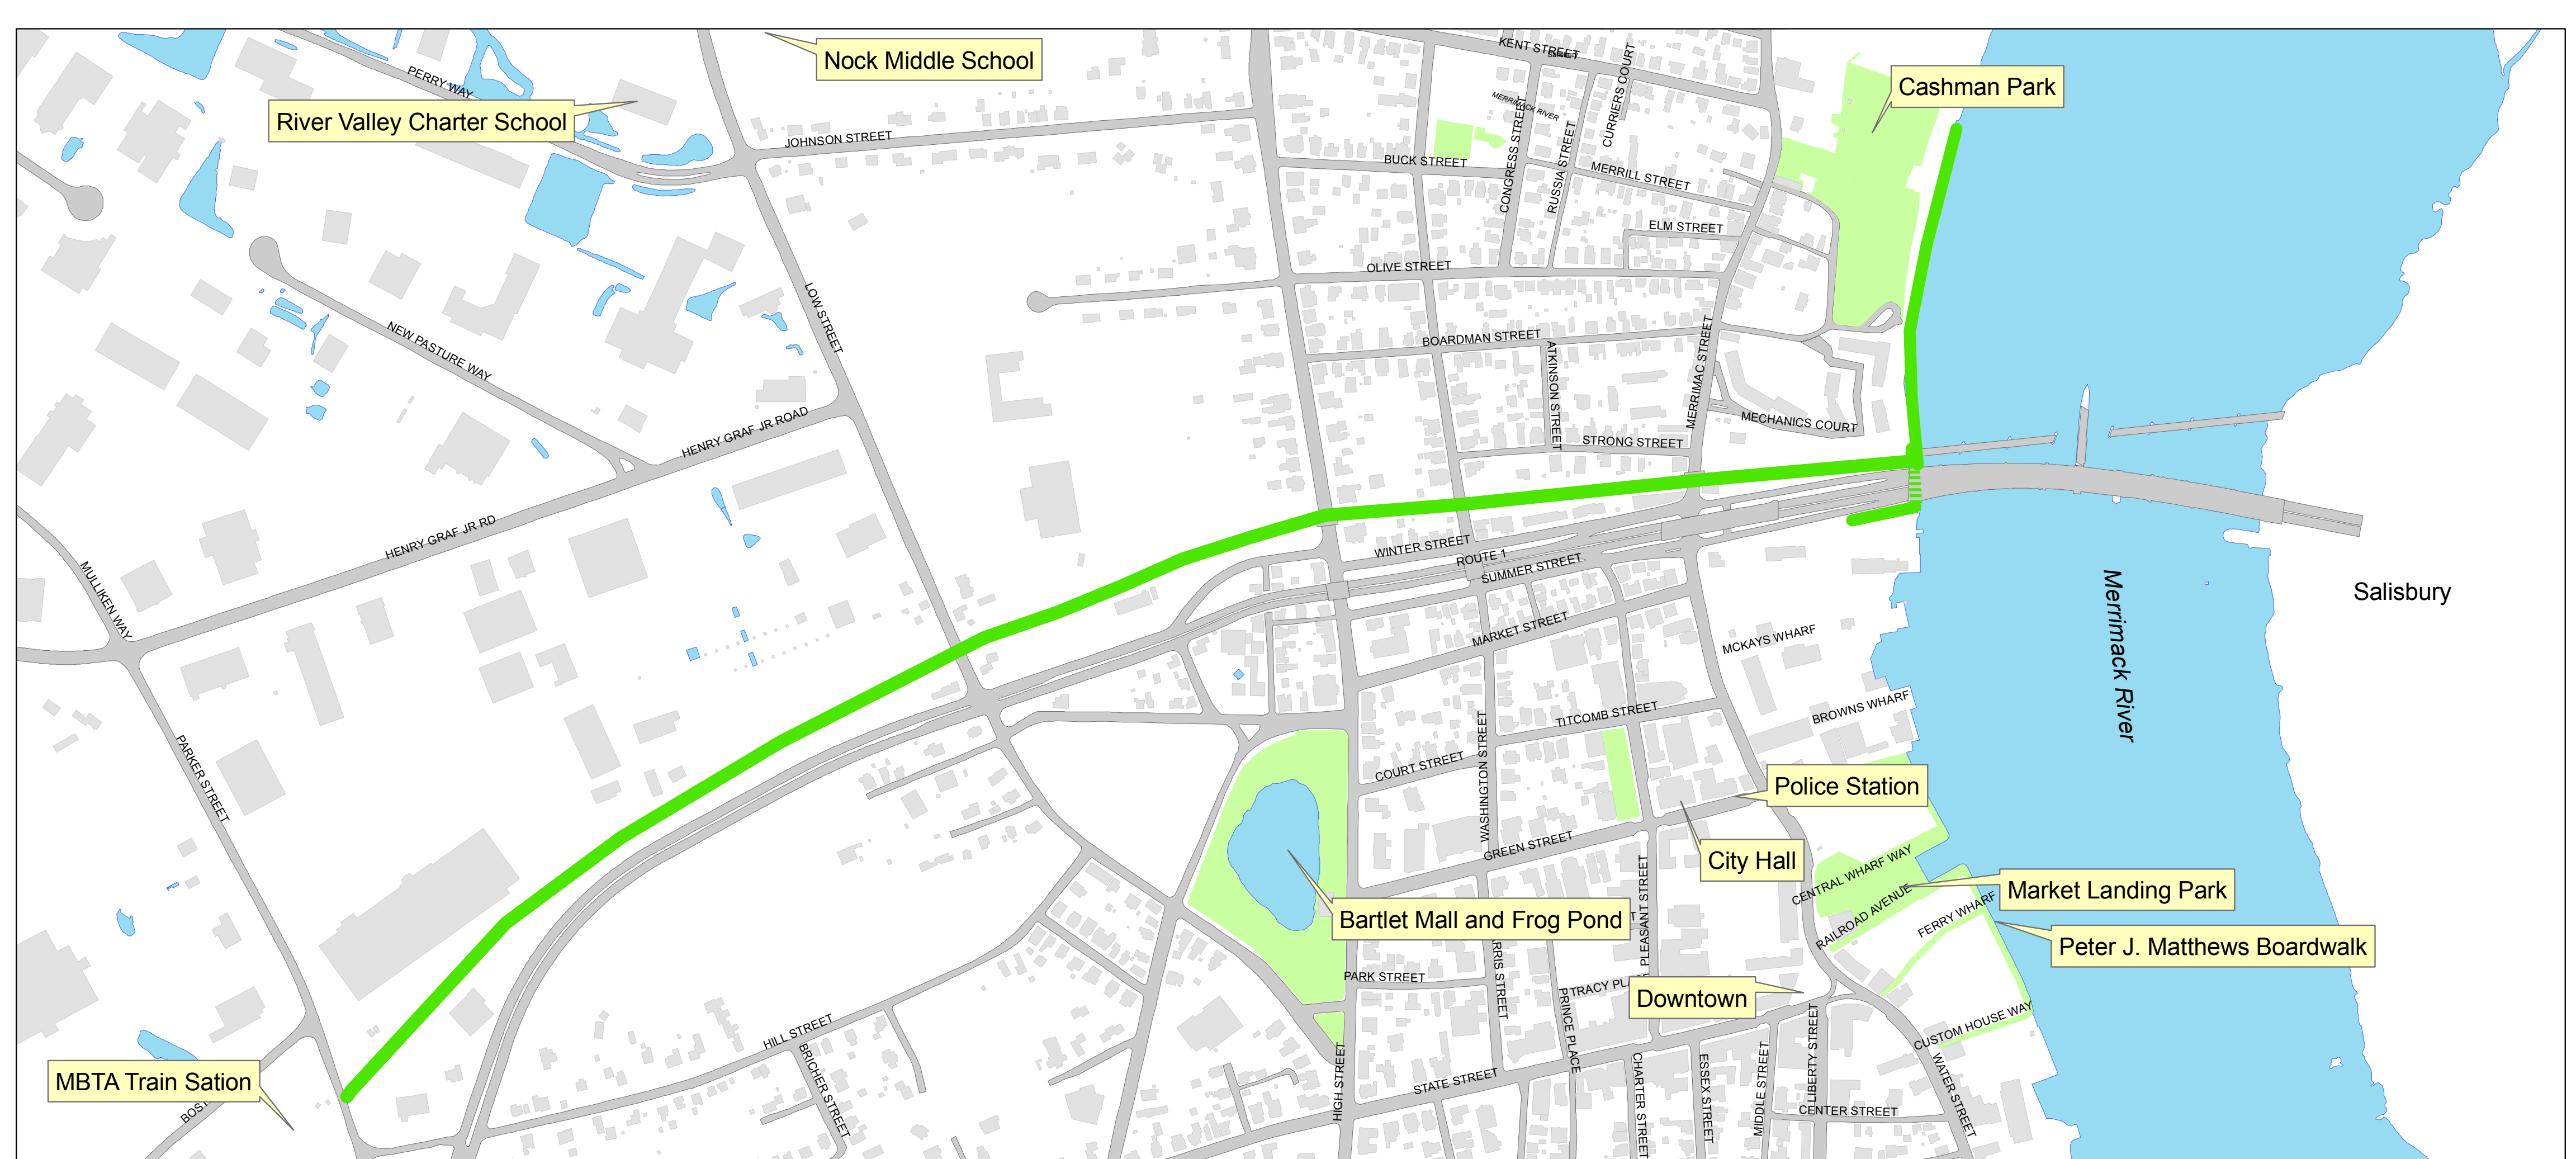 Nock Middle School
KENT STREET
PERRY WAY
River Valley Charter School
Cashman Park
CURRIERS COURT
MERRIMACK RIVER
JOHNSON STREET
BUCK STREET
CONGRESS STREET
RUSSIA STREET
MERRILL STREET
ELM STREET
OLIVE STREET
LOW STREET
NEW PASTURE WAY
BOARDMAN STREET
ATKINSON STREET
MERRIMAC STREET
MECHANICS COURT
STRONG STREET
HENRY GRAF JR ROAD
HENRY GRAF JR RD
WINTER STREET
ROUTE 1
SUMMER STREET
MULLIKEN WAY
MARKET STREET
MCKAYS WHARF
Merrimack River
Salisbury
BROWNS WHARF
TITCOMB STREET
PARKER STREET
COURT STREET
WASHINGTON STREET
Police Station
GREEN STREET
City Hall
CENTRAL WHARF WAY
Market Landing Park
RAILROAD AVENUE
FERRY WHARF
Bartlet Mall and Frog Pond
PLEASANT STREET
Peter J. Matthews Boardwalk
PARK STREET
RRIS STREET
TRACY PLA
PRINCE PLACE
Downtown
HILL STREET
BRICHER STREET
CUSTOM HOUSE WAY
WATER STREET
MBTA Train Sation
BOST
HIGH STREET
STATE STREET
CHARTER STREET
ESSEX STREET
MIDDLE STREET
LIBERTY STREET
CENTER STREET